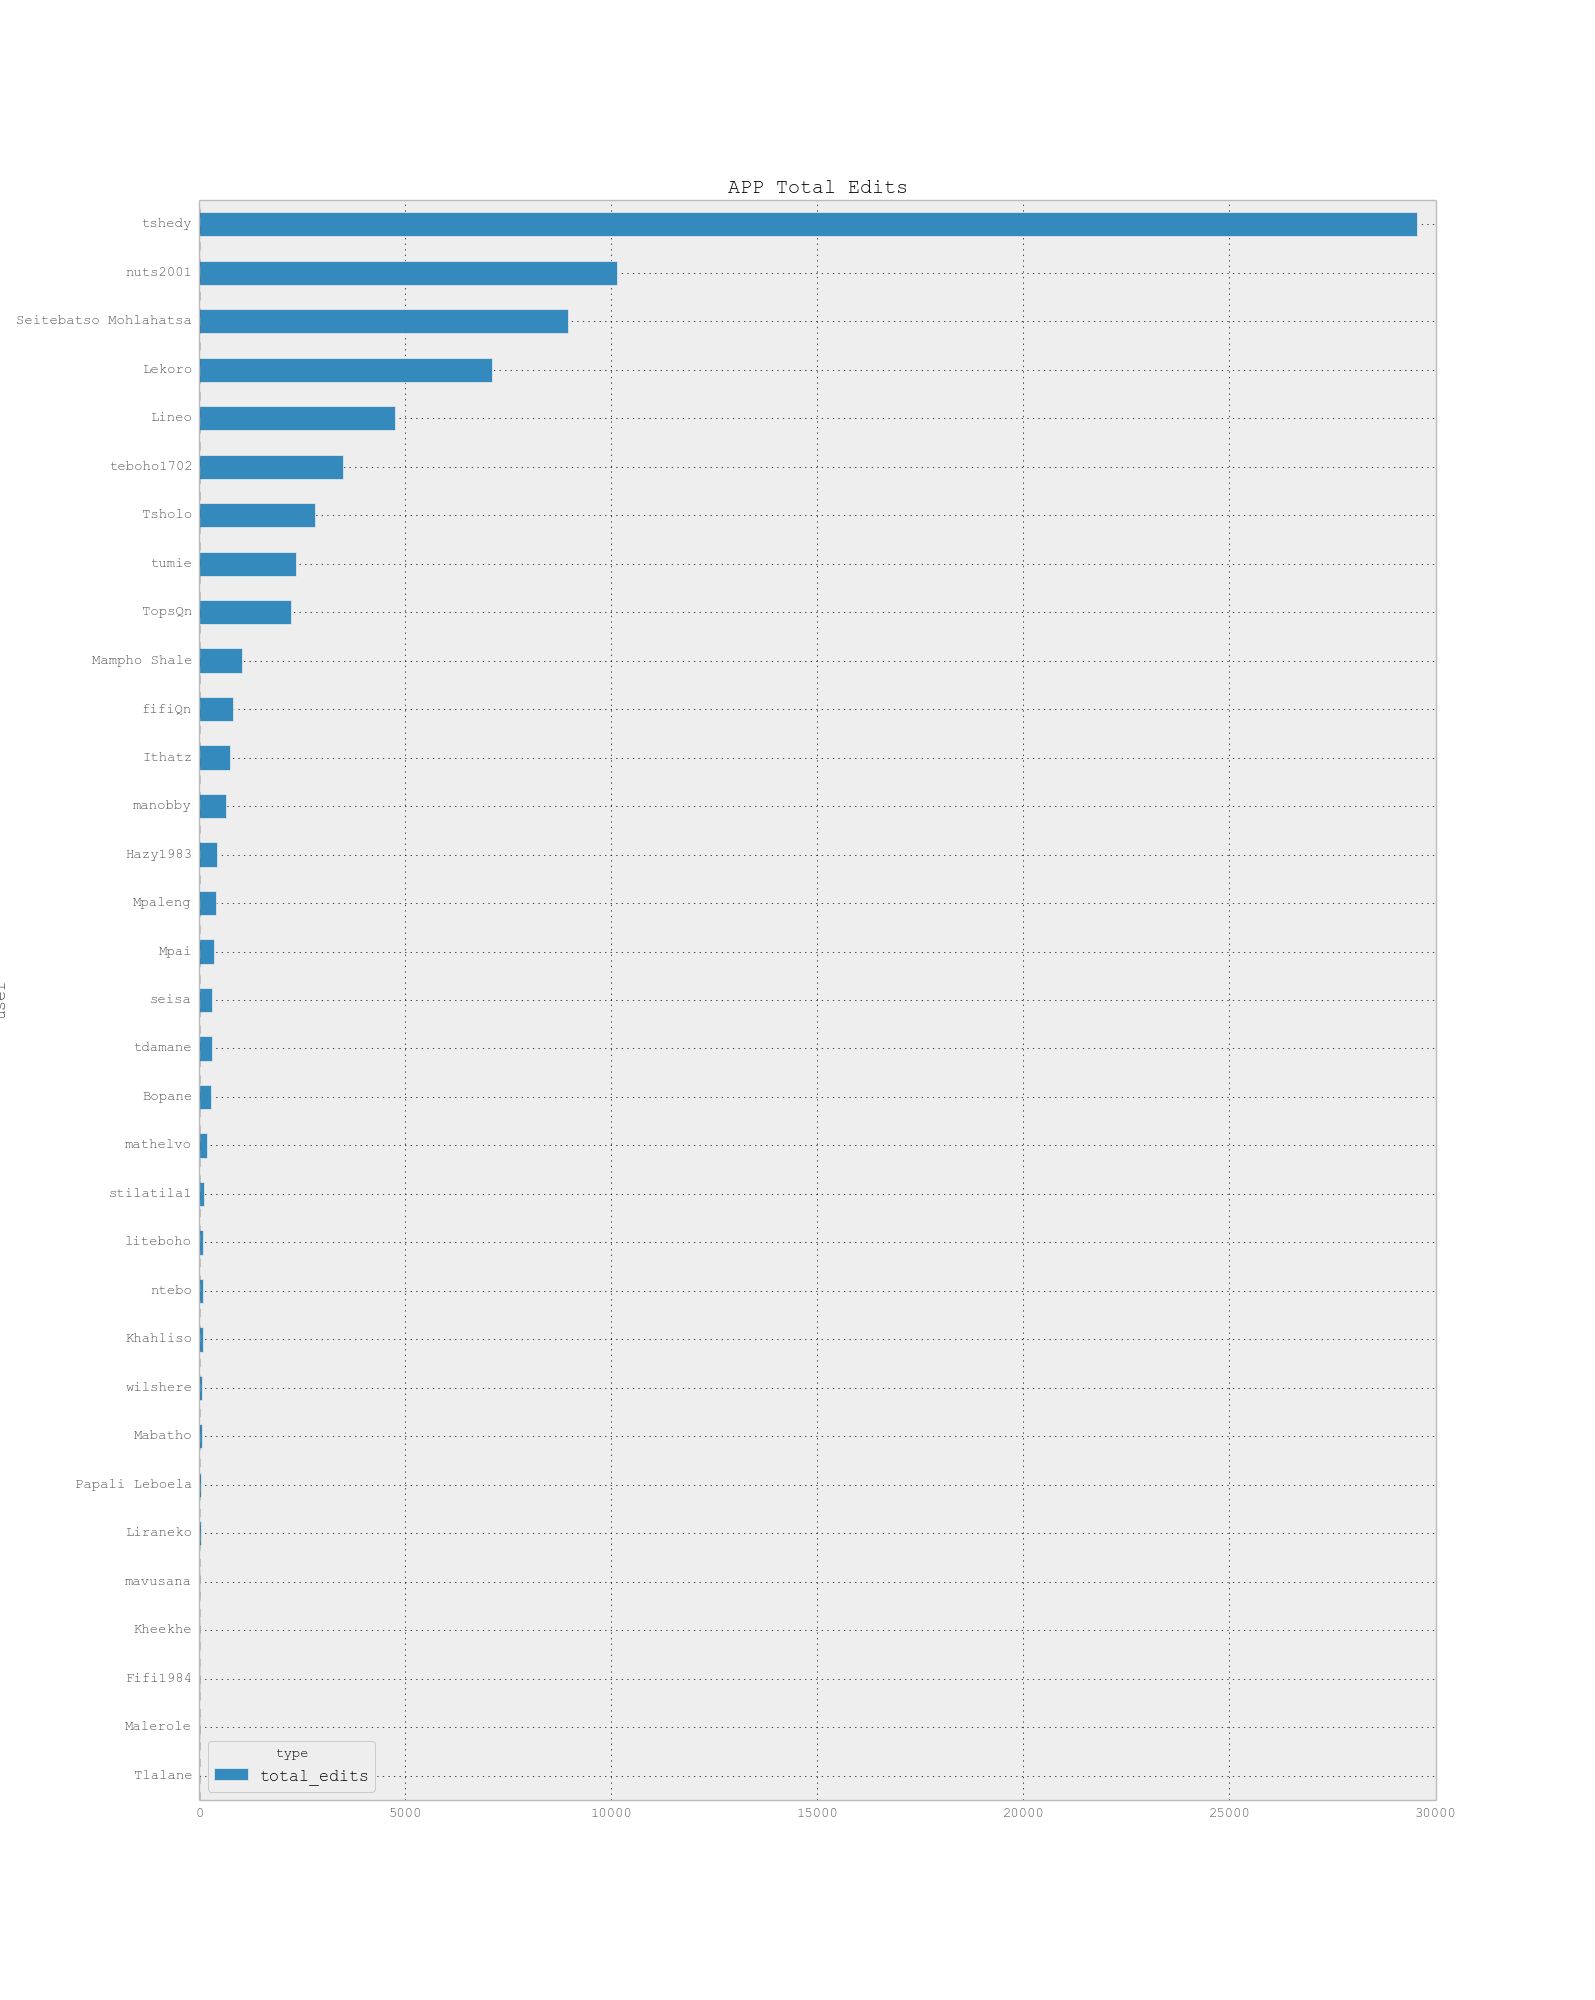 APP Total Edits
tshedy
nuts2001
Seitebatso Mohlahatsa
Lekoro
Lineo
teboho1702
Tsholo
tumie
TopsQn
Mampho Shale
fifiQn
Ithatz
manobby
Hazy1983
Mpaleng
Mpai
seisa
tdamane
Bopane
mathelvo
stilatila1
liteboho
ntebo
Khahliso
wilshere
Mabatho
Papali Leboela
Liraneko
mavusana
Kheekhe
Fifi1984
Malerole
Tlalane
user
type
total_edits
0 5000 10000 15000 20000 25000 30000